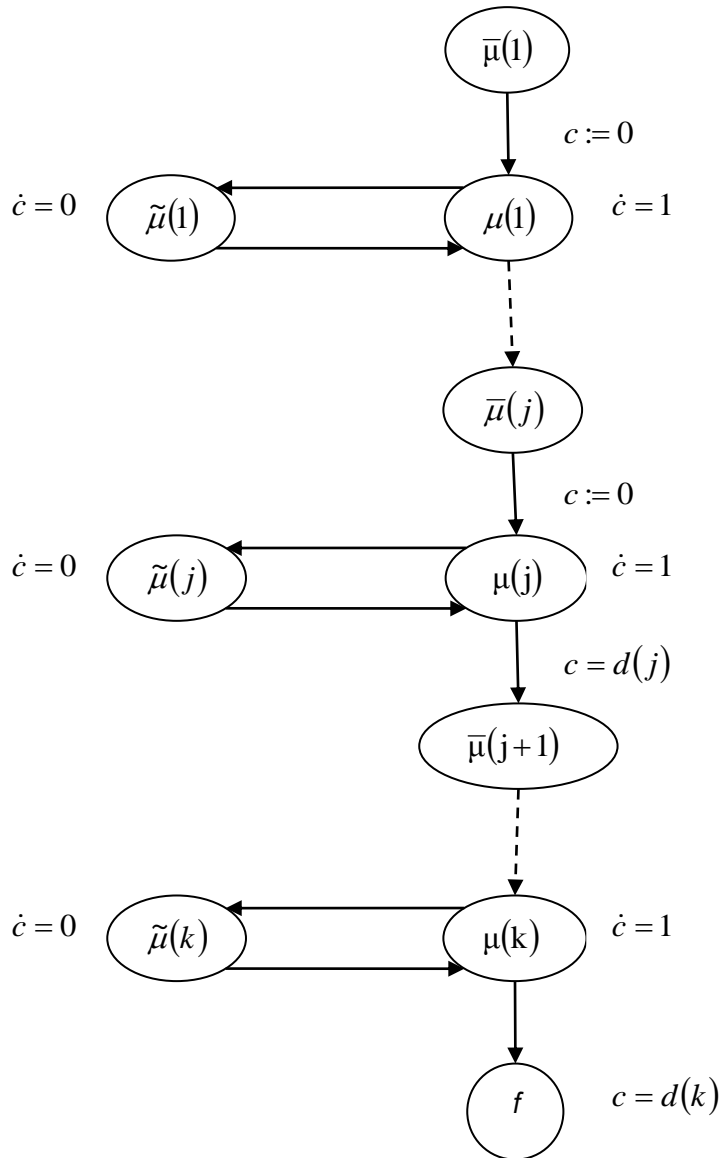 μ̅(1)
c := 0
ċ = 0
μ̃(1)
μ(1)
ċ = 1
μ̅(j)
c := 0
ċ = 0
μ̃(j)
μ(j)
ċ = 1
c = d(j)
μ̅(j+1)
ċ = 0
μ̃(k)
μ(k)
ċ = 1
f
c = d(k)